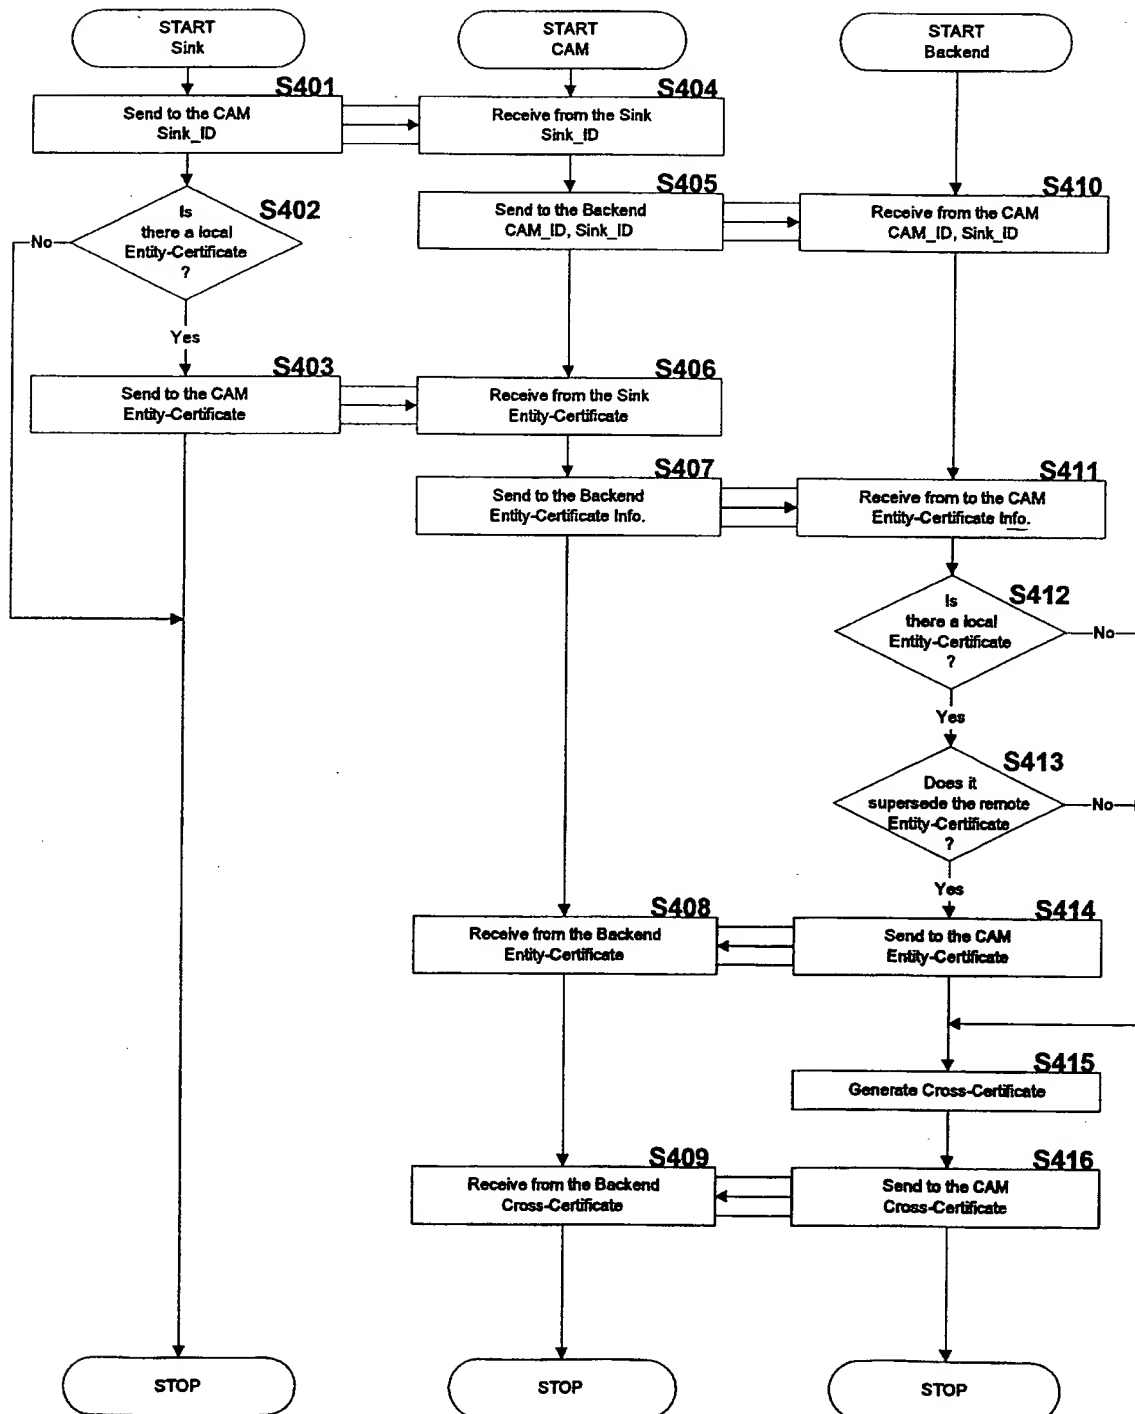 START
Sink
START
CAM
START
Backend
S401
Send to the CAM
Sink_ID
S404
Receive from the Sink
Sink_ID
S402
Is
there a local
Entity-Certificate
?
No
Yes
S405
Send to the Backend
CAM_ID, Sink_ID
S410
Receive from the CAM
CAM_ID, Sink_ID
S403
Send to the CAM
Entity-Certificate
S406
Receive from the Sink
Entity-Certificate
S407
Send to the Backend
Entity-Certificate Info.
S411
Receive from to the CAM
Entity-Certificate Info.
S412
Is
there a local
Entity-Certificate
?
No
Yes
S413
Does it
supersede the remote
Entity-Certificate
?
No
Yes
S408
Receive from the Backend
Entity-Certificate
S414
Send to the CAM
Entity-Certificate
S415
Generate Cross-Certificate
S409
Receive from the Backend
Cross-Certificate
S416
Send to the CAM
Cross-Certificate
STOP
STOP
STOP